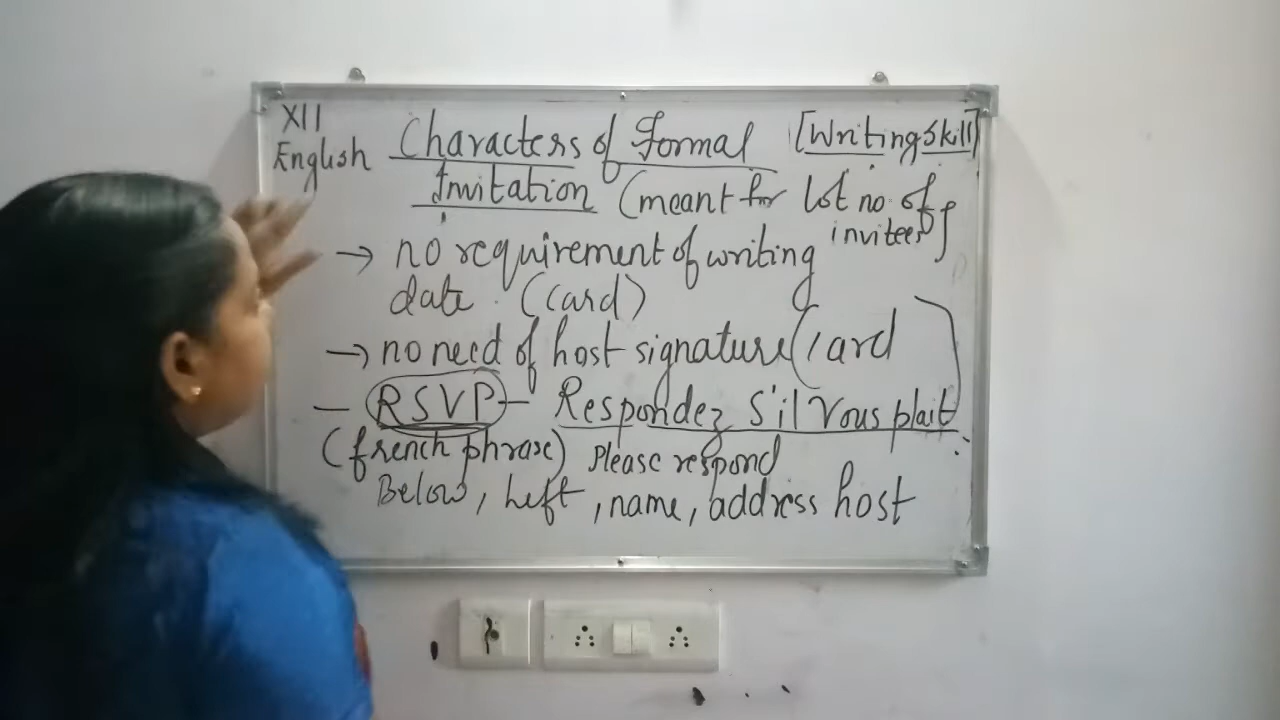 XII
English
Characters of Formal [Writing Skill]
Invitation (meant for lot no. of
invitees)
→ no requirement of writing
date. (card)
→ no need of host signature (card
— RSVP — Respondez S'il Vous plait
(french phrase) Please respond
Below, Left, name, address host